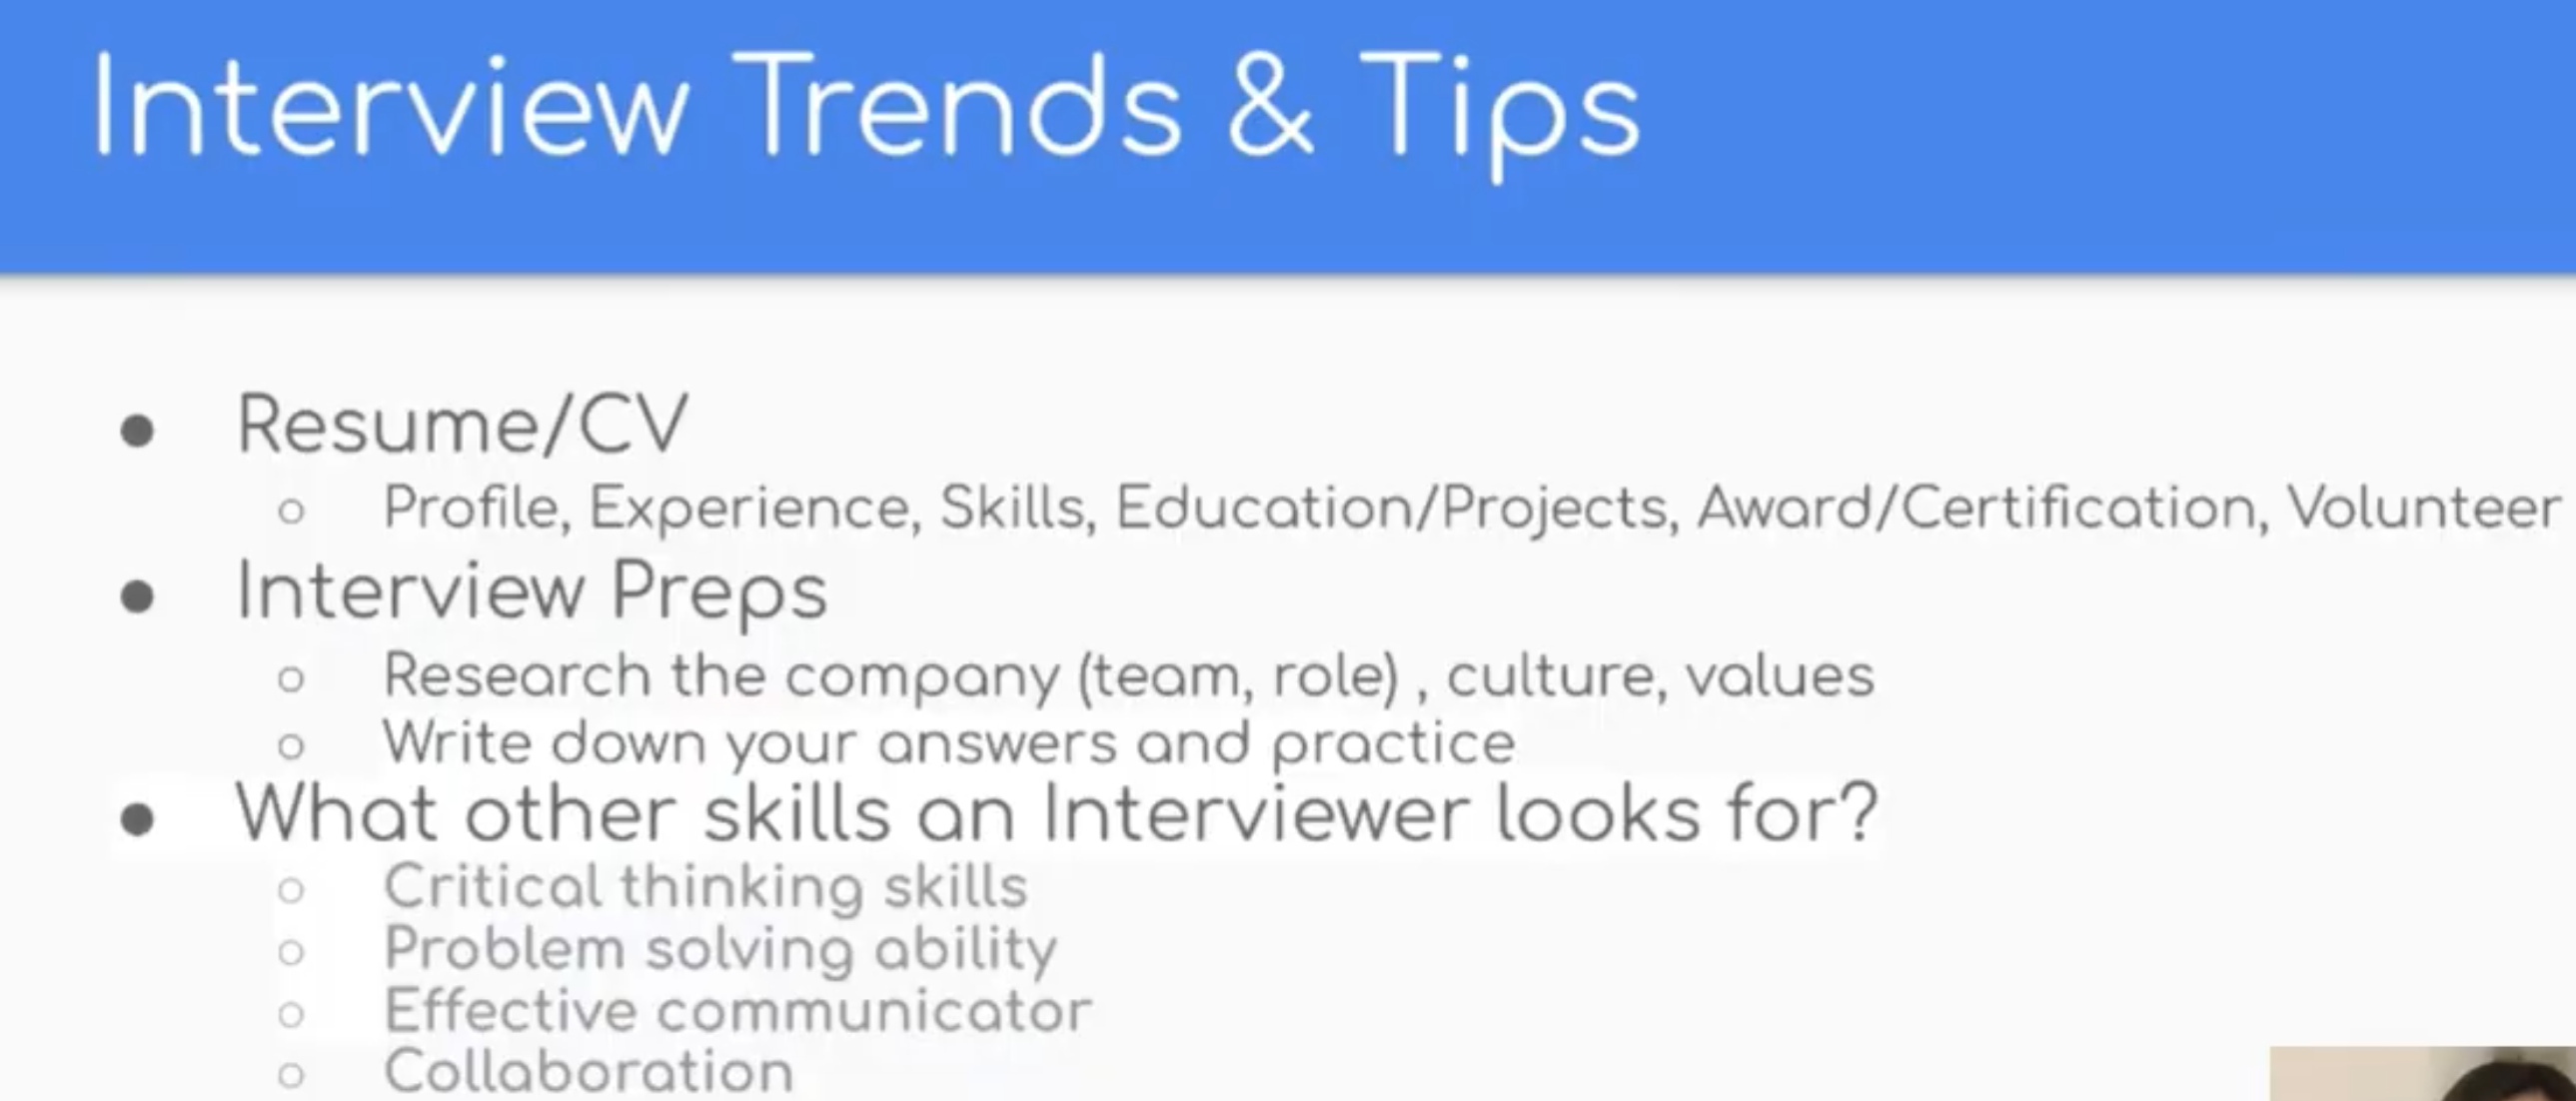 Interview Trends & Tips
● Resume/CV
○ Profile, Experience, Skills, Education/Projects, Award/Certification, Volunteer
● Interview Preps
○ Research the company (team, role) , culture, values
○ Write down your answers and practice
● What other skills an Interviewer looks for?
○ Critical thinking skills
○ Problem solving ability
○ Effective communicator
○ Collaboration